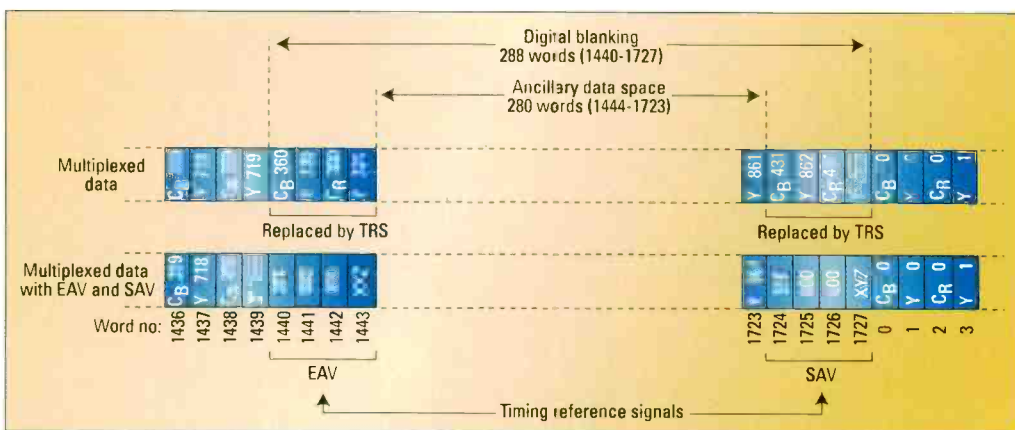 Digital blanking
288 words (1440-1727)
Ancillary data space
280 words (1444-1723)
Multiplexed
data
Y 719
CB 360
Y 861
CB 431
Y 862
CB 0
CR 0
Y 1
Replaced by TRS
Replaced by TRS
Multiplexed data
with EAV and SAV
Y 718
00
00
XYZ
CB 0
Y 0
CR 0
Y 1
Word no:
1436
1437
1438
1439
1440
1441
1442
1443
1723
1724
1725
1726
1727
0
1
2
3
EAV
SAV
Timing reference signals